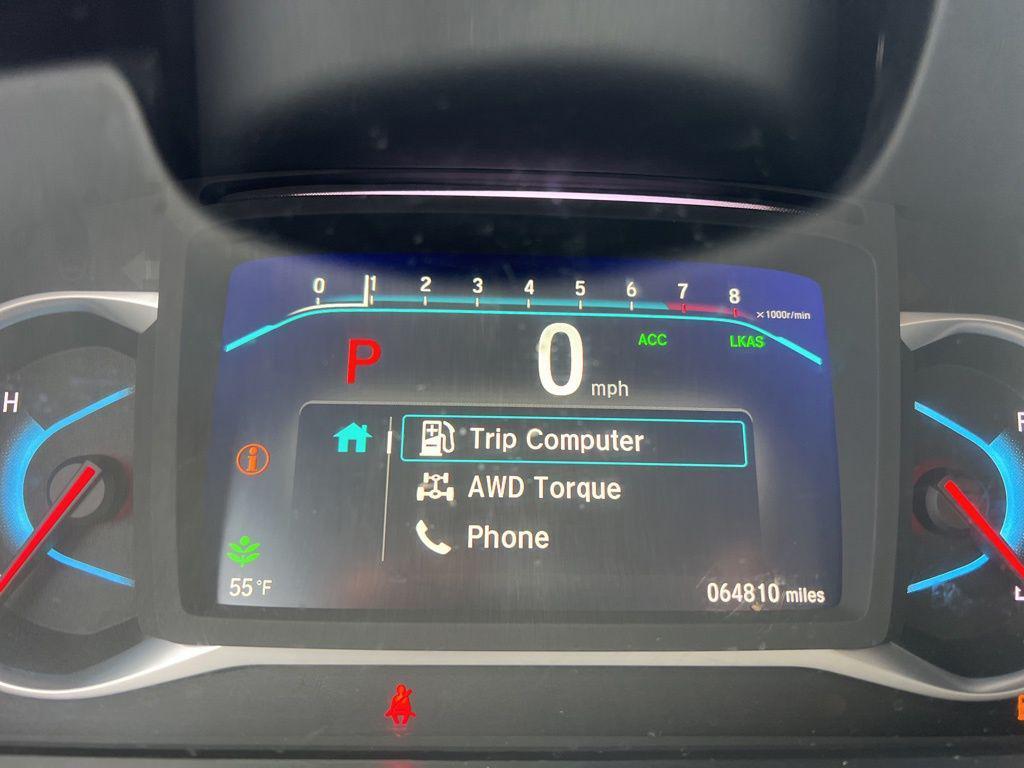 0 1 2 3 4 5 6 7 8
×1000r/min
P 0 mph
ACC LKAS
H
Trip Computer
AWD Torque
Phone
i
55°F
064810 miles